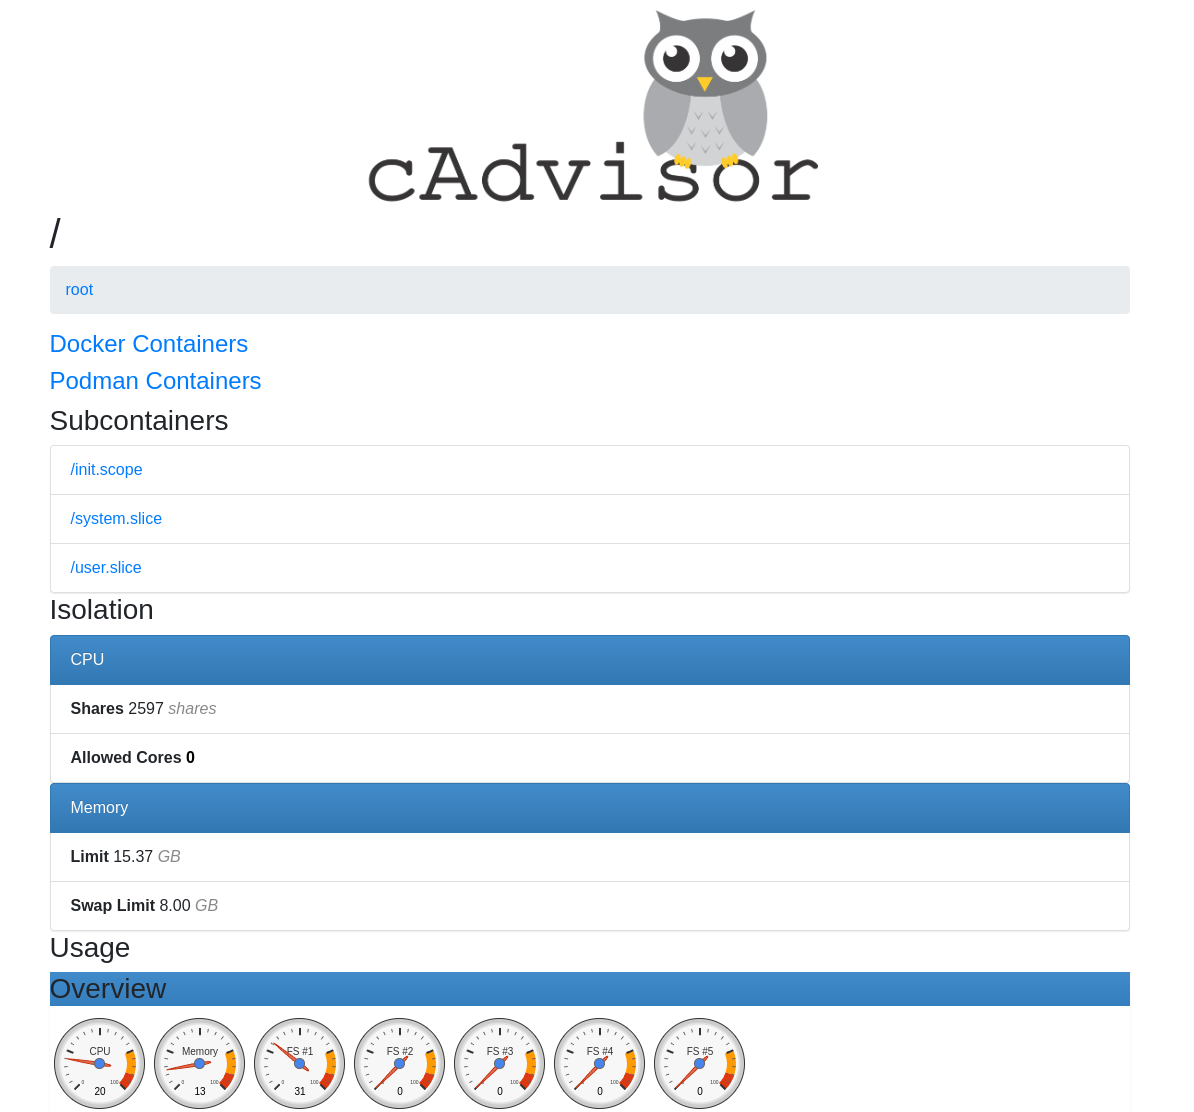 cAdvisor
/
root
Docker Containers
Podman Containers
Subcontainers
/init.scope
/system.slice
/user.slice
Isolation
CPU
Shares 2597 shares
Allowed Cores 0
Memory
Limit 15.37 GB
Swap Limit 8.00 GB
Usage
Overview
CPU Memory FS #1 FS #2 FS #3 FS #4 FS #5
0 100 0 100 0 100 0 100 0 100 0 100 0 100
20 13 31 0 0 0 0